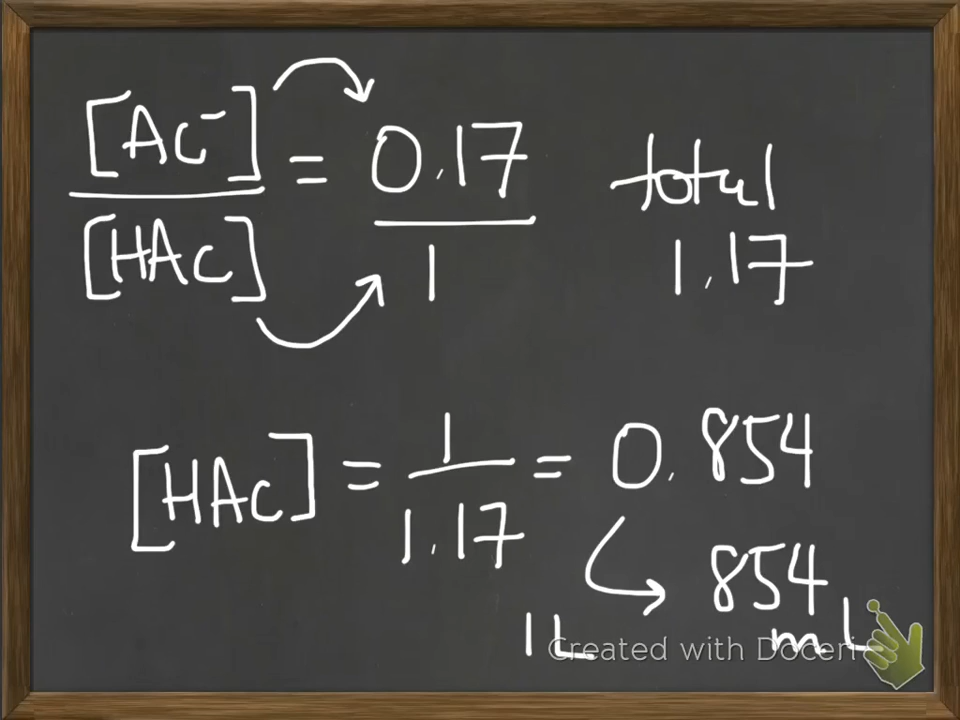 [Ac⁻] = 0.17 total
[HAc] 1 1.17
[HAc] = 1 = 0.854
1.17
854
1L mL
Created with Doceri